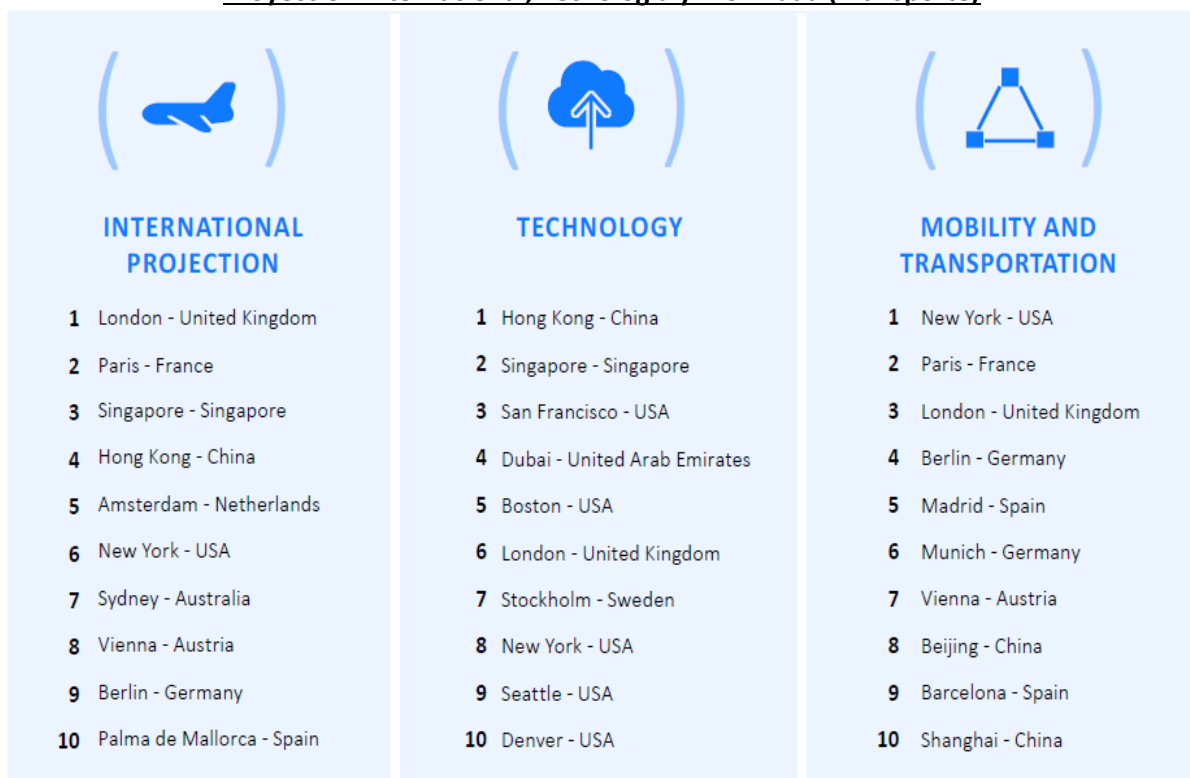 INTERNATIONAL
PROJECTION
1 London - United Kingdom
2 Paris - France
3 Singapore - Singapore
4 Hong Kong - China
5 Amsterdam - Netherlands
6 New York - USA
7 Sydney - Australia
8 Vienna - Austria
9 Berlin - Germany
10 Palma de Mallorca - Spain
TECHNOLOGY
1 Hong Kong - China
2 Singapore - Singapore
3 San Francisco - USA
4 Dubai - United Arab Emirates
5 Boston - USA
6 London - United Kingdom
7 Stockholm - Sweden
8 New York - USA
9 Seattle - USA
10 Denver - USA
MOBILITY AND
TRANSPORTATION
1 New York - USA
2 Paris - France
3 London - United Kingdom
4 Berlin - Germany
5 Madrid - Spain
6 Munich - Germany
7 Vienna - Austria
8 Beijing - China
9 Barcelona - Spain
10 Shanghai - China